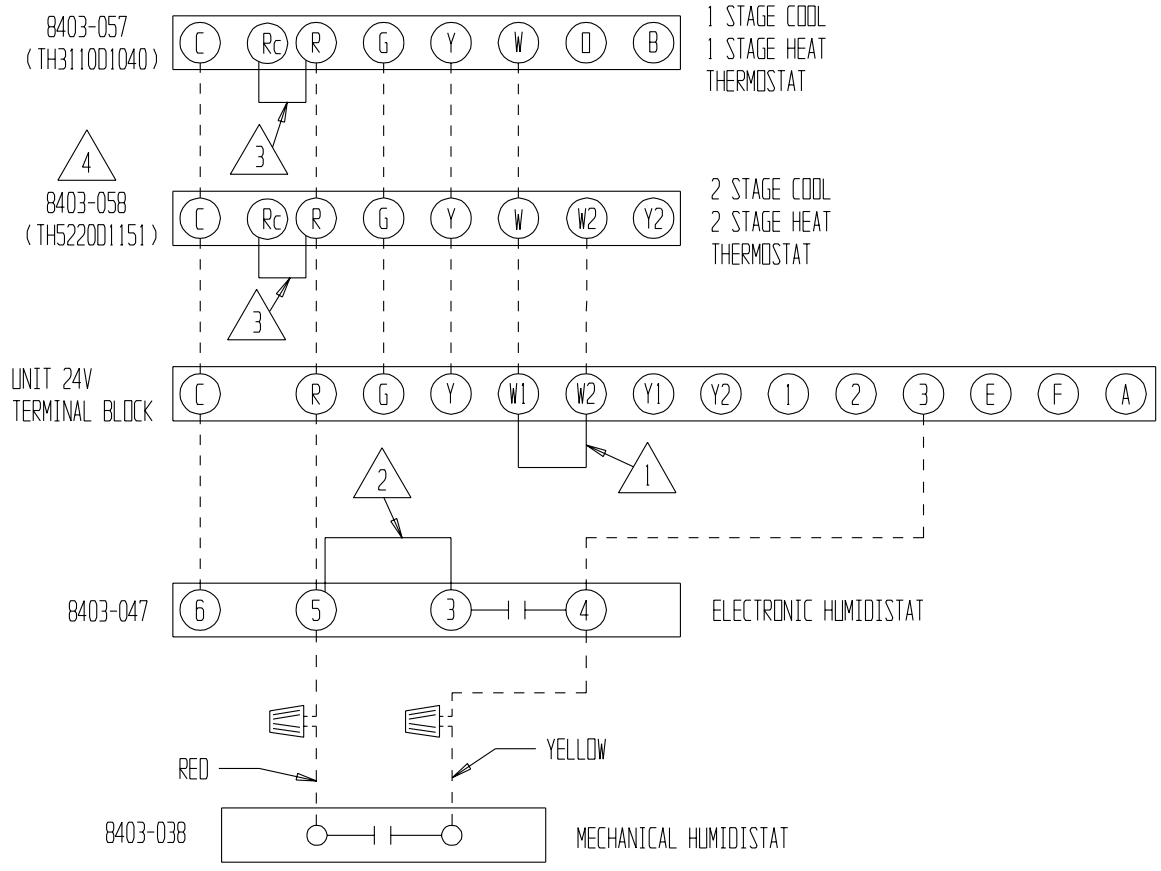 8403-057
(TH3110D1040)
C Rc R G Y W O B
1 STAGE COOL
1 STAGE HEAT
THERMOSTAT
3
4
8403-058
(TH5220D1151)
C Rc R G Y W W2 Y2
2 STAGE COOL
2 STAGE HEAT
THERMOSTAT
3
UNIT 24V
TERMINAL BLOCK
C R G Y W1 W2 Y1 Y2 1 2 3 E F A
2
1
8403-047
6 5 3 4
ELECTRONIC HUMIDISTAT
RED
YELLOW
8403-038
MECHANICAL HUMIDISTAT